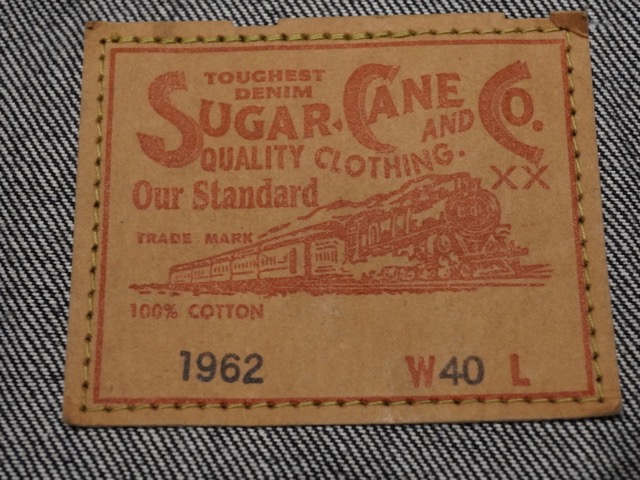 TOUGHEST
DENIM
SUGAR·CANE AND CO.
QUALITY CLOTHING.
XX
Our Standard
TRADE MARK
100% COTTON
1962 W40 L